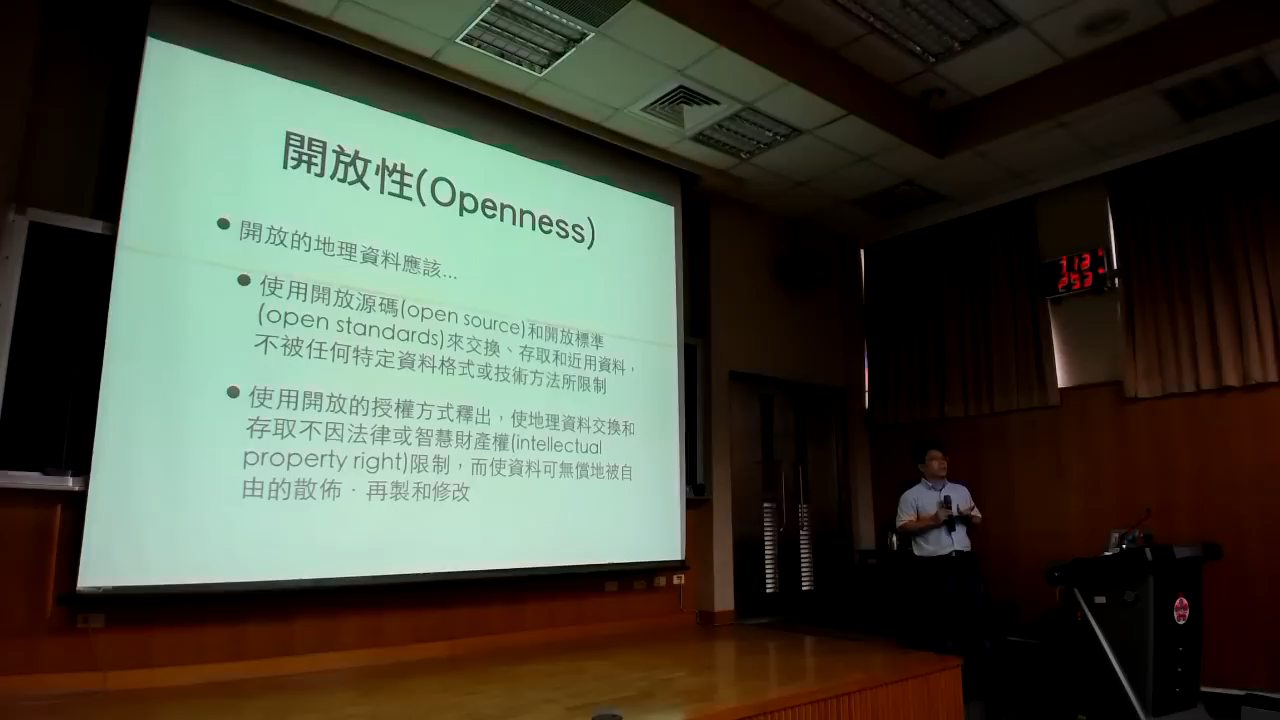 開放性(Openness)
開放的地理資料應該...
使用開放源碼(open source)和開放標準
(open standards)來交換、存取和近用資料，
不被任何特定資料格式或技術方法所限制
使用開放的授權方式釋出，使地理資料交換和
存取不因法律或智慧財產權(intellectual
property right)限制，而使資料可無償地被自
由的散佈．再製和修改